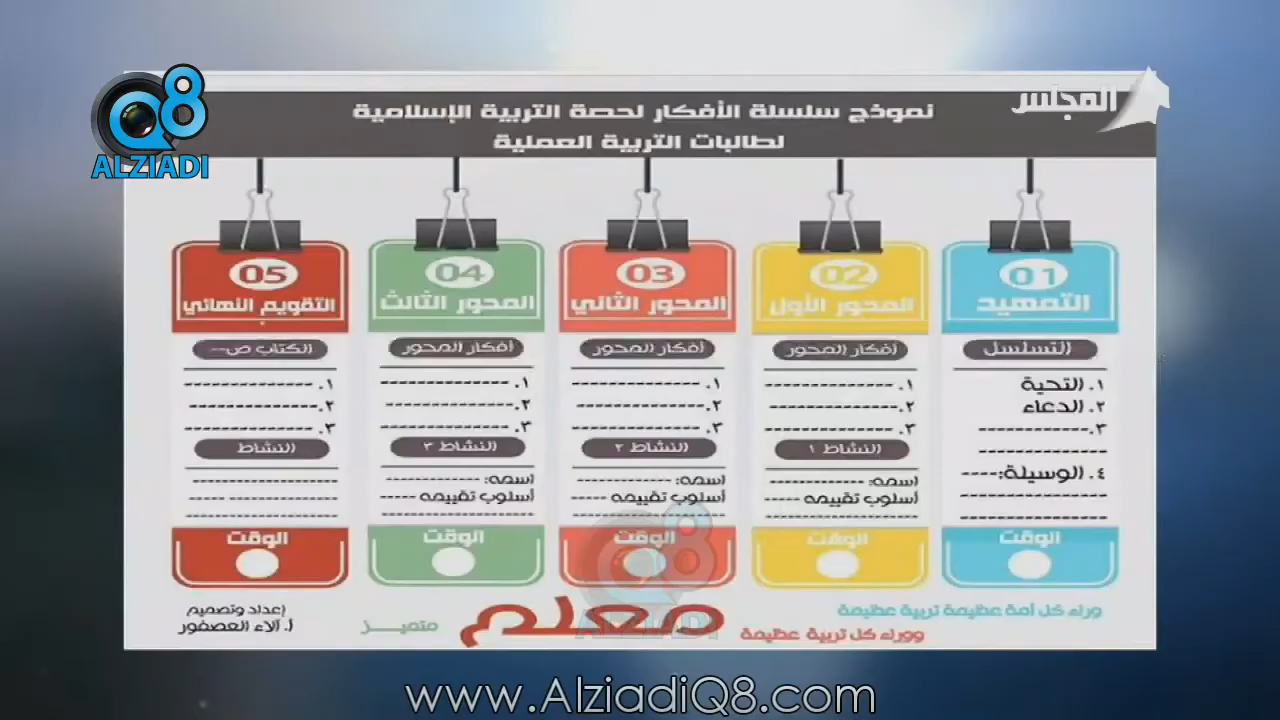 Q8
ALZIADI
المجلس
نموذج سلسلة الأفكار لحصة التربية الإسلامية
لطالبات التربية العملية
01
التمهيد
التسلسل
١. التحية
٢. الدعاء
٣. ------------
------------
٤. الوسيلة:----
------------
------------
الوقت
02
المحور الأول
أفكار المحور
١. ------------
٢. ------------
٣. ------------
النشاط ١
اسمه: ----------
أسلوب تقييمه -----
------------
الوقت
03
المحور الثاني
أفكار المحور
١. ------------
٢. ------------
٣. ------------
النشاط ٢
اسمه: ----------
أسلوب تقييمه -----
------------
الوقت
04
المحور الثالث
أفكار المحور
١. ------------
٢. ------------
٣. ------------
النشاط ٣
اسمه: ----------
أسلوب تقييمه -----
------------
الوقت
05
التقويم النهائي
الكتاب ص---
١. ------------
٢. ------------
٣. ------------
النشاط
------------
------------
------------
الوقت
وراء كل أمة عظيمة تربية عظيمة
ووراء كل تربية عظيمة
معلم
متميز
إعداد وتصميم
أ. آلاء العصفور
Q8
ALZIADI
www.AlziadiQ8.com